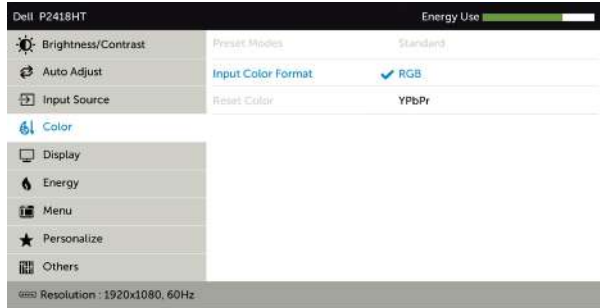 Dell P2418HT Energy Use
Brightness/Contrast Preset Modes Standard
Auto Adjust Input Color Format RGB
Input Source Reset Color YPbPr
Color
Display
Energy
Menu
Personalize
Others
Resolution : 1920x1080, 60Hz